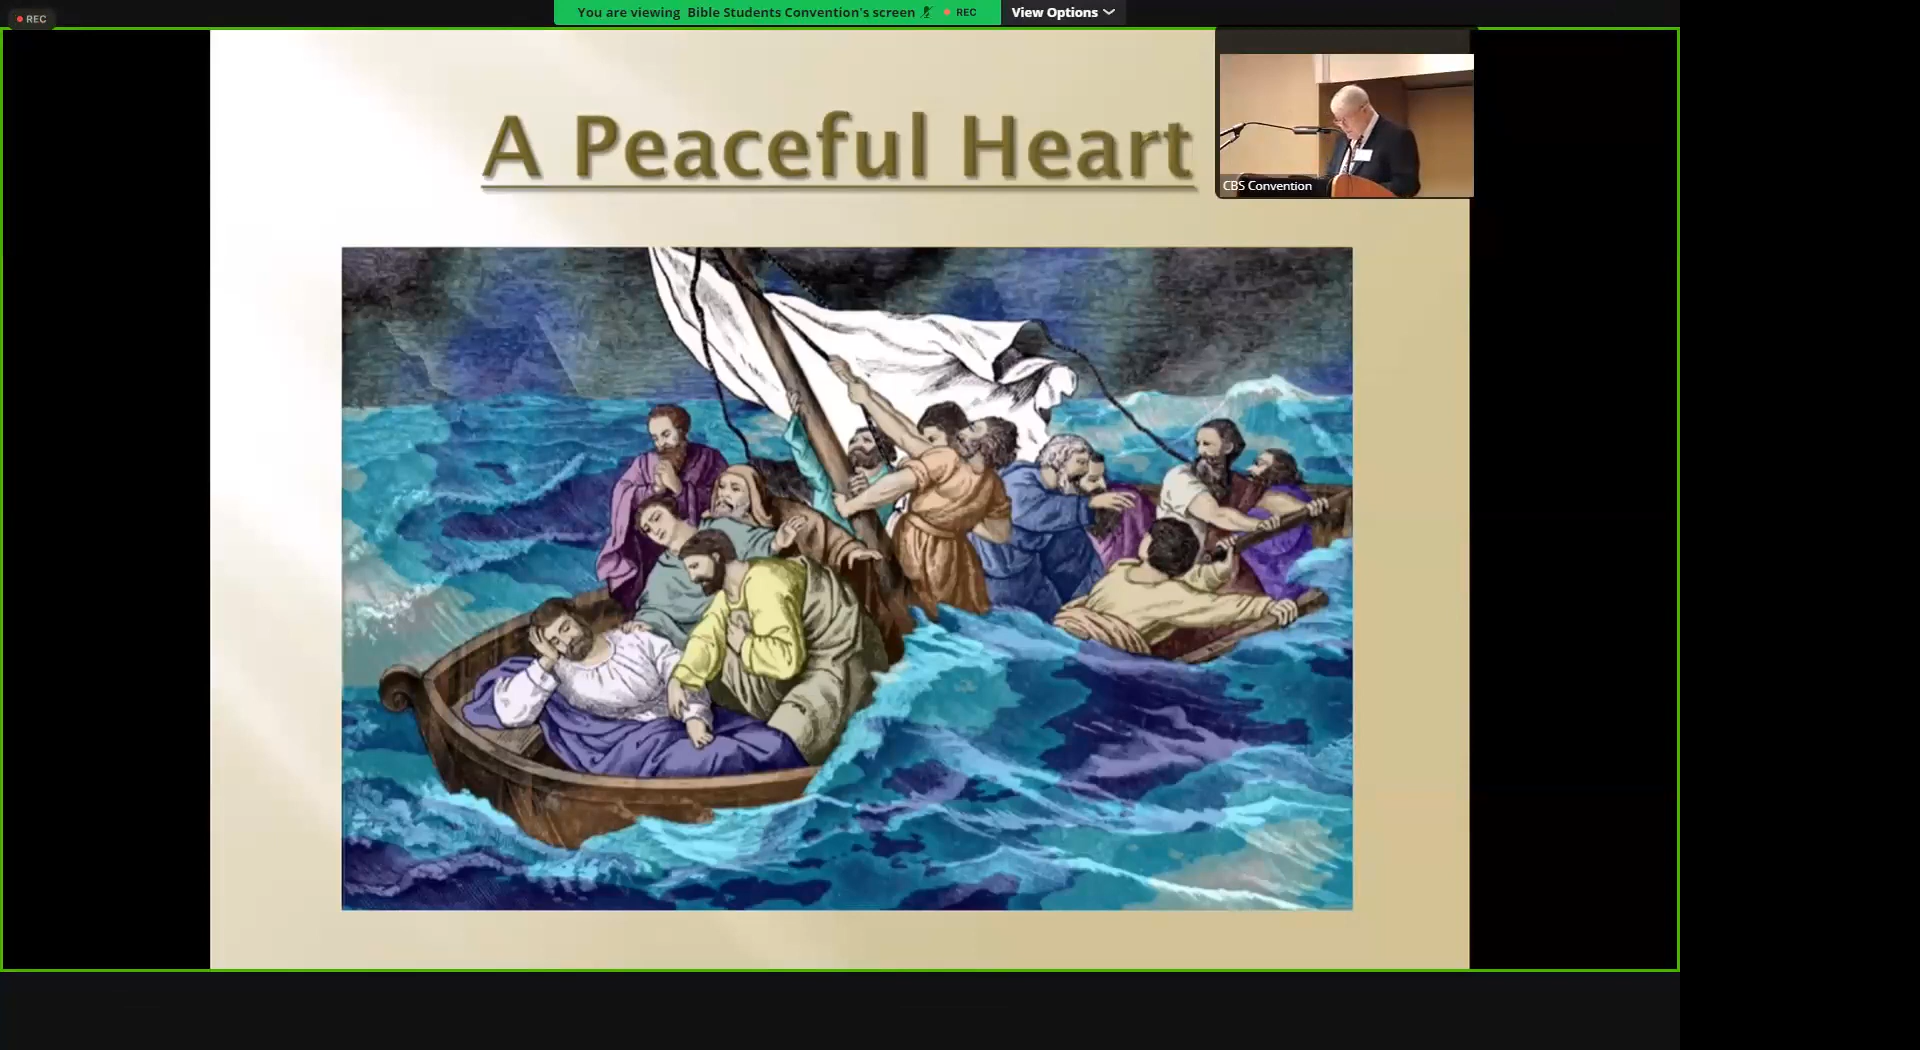 REC
You are viewing Bible Students Convention's screen
REC
View Options
A Peaceful Heart
CBS Convention